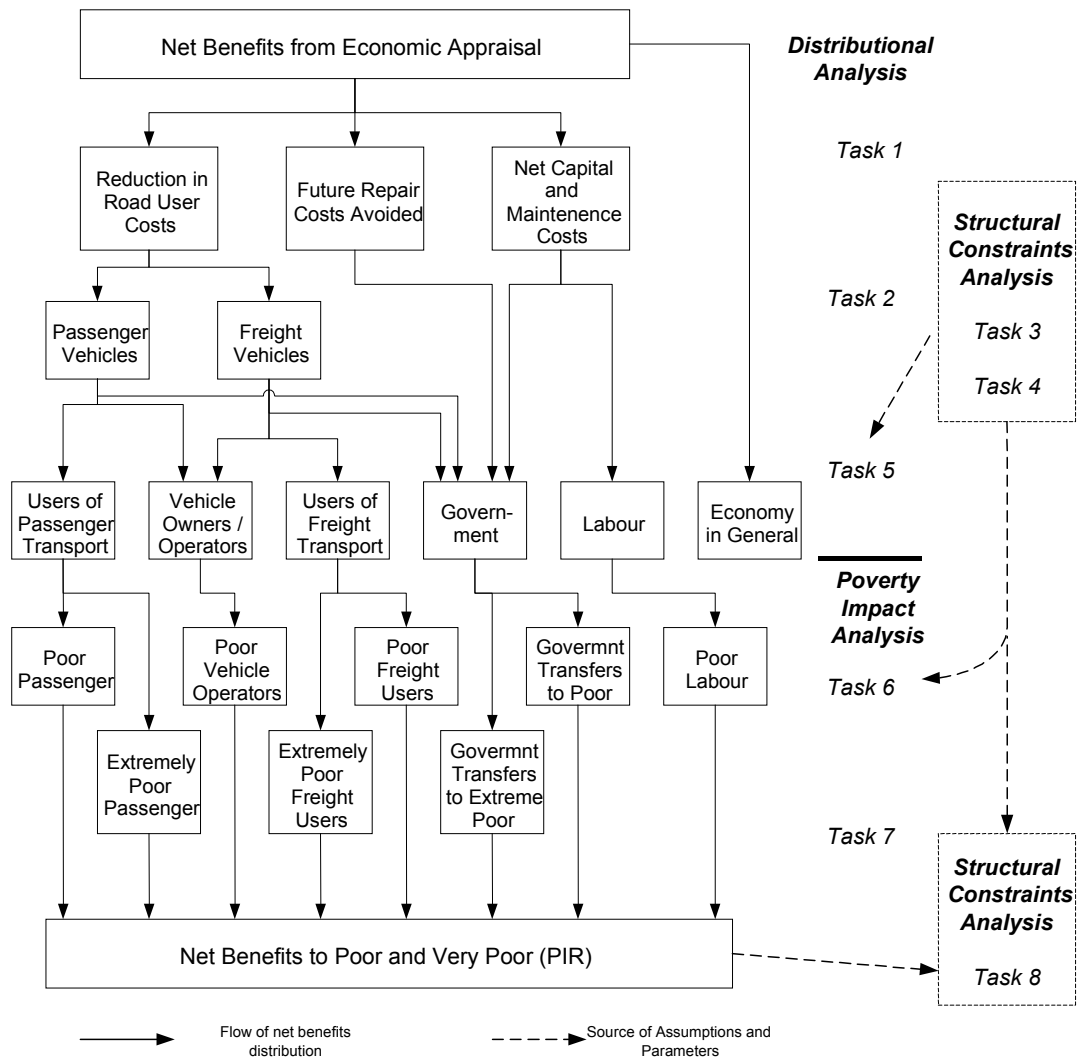 Net Benefits from Economic Appraisal
Distributional
Analysis
Task 1
Reduction in
Road User
Costs
Future Repair
Costs Avoided
Net Capital
and
Maintenence
Costs
Structural
Constraints
Analysis
Task 3
Task 4
Task 2
Passenger
Vehicles
Freight
Vehicles
Task 5
Users of
Passenger
Transport
Vehicle
Owners /
Operators
Users of
Freight
Transport
Govern-
ment
Labour
Economy
in General
Poverty
Impact
Analysis
Task 6
Poor
Passenger
Poor
Vehicle
Operators
Poor
Freight
Users
Govermnt
Transfers
to Poor
Poor
Labour
Extremely
Poor
Passenger
Extremely
Poor
Freight
Users
Govermnt
Transfers
to Extreme
Poor
Task 7
Structural
Constraints
Analysis
Task 8
Net Benefits to Poor and Very Poor (PIR)
Flow of net benefits
distribution
Source of Assumptions and
Parameters